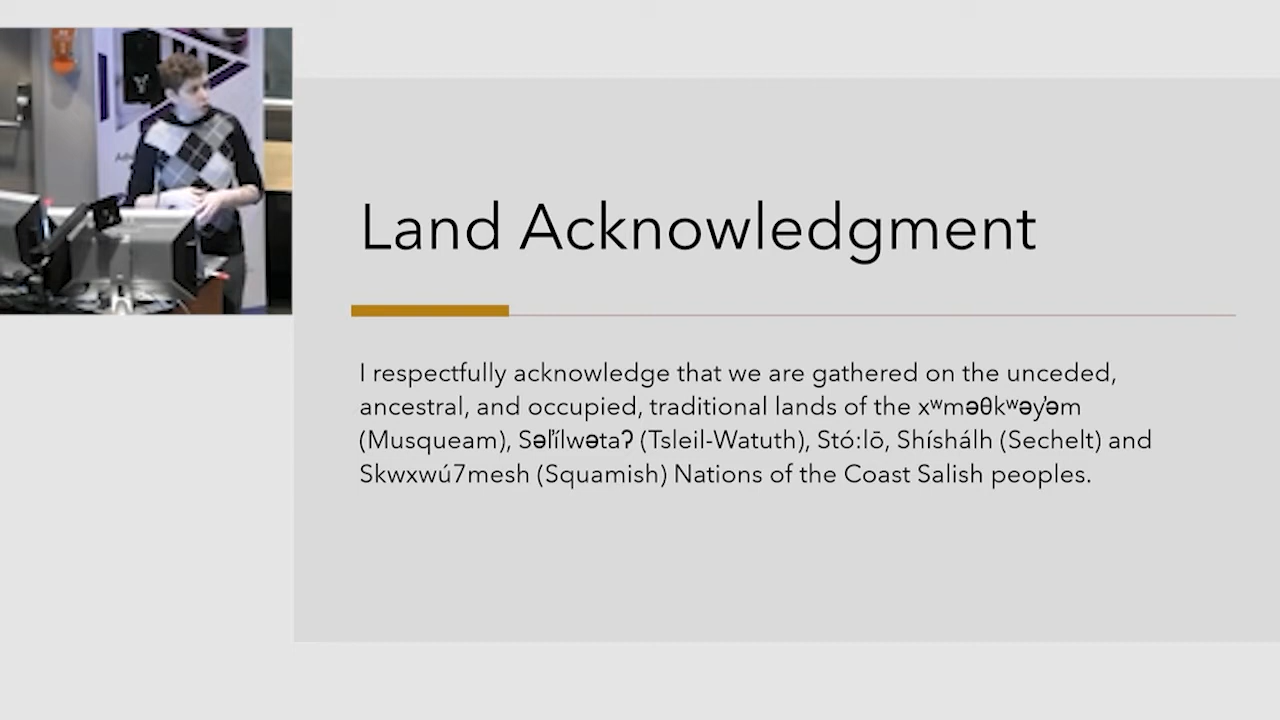 Land Acknowledgment
I respectfully acknowledge that we are gathered on the unceded,
ancestral, and occupied, traditional lands of the xʷməθkʷəy̓əm
(Musqueam), Səl̓ílwətaʔ (Tsleil-Watuth), Stó:lō, Shíshálh (Sechelt) and
Skwxwú7mesh (Squamish) Nations of the Coast Salish peoples.